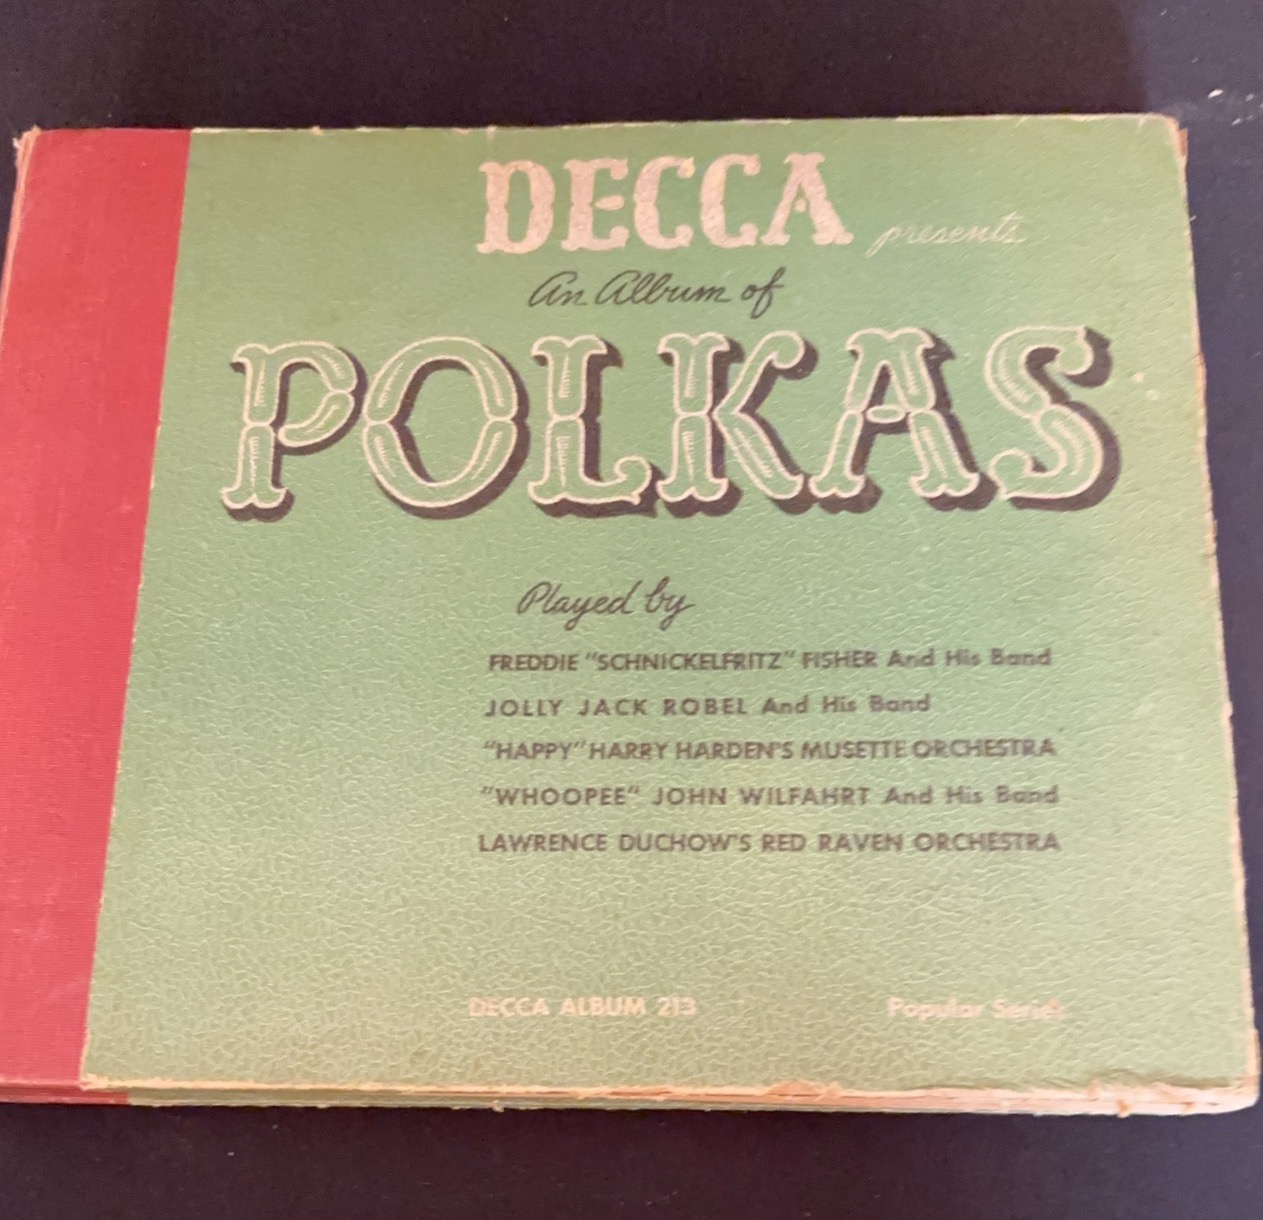 DECCA presents
An Album of
POLKAS
Played by
FREDDIE "SCHNICKELFRITZ" FISHER And His Band
JOLLY JACK ROBEL And His Band
"HAPPY" HARRY HARDEN'S MUSETTE ORCHESTRA
"WHOOPEE" JOHN WILFAHRT And His Band
LAWRENCE DUCHOW'S RED RAVEN ORCHESTRA
DECCA ALBUM 213 Popular Series